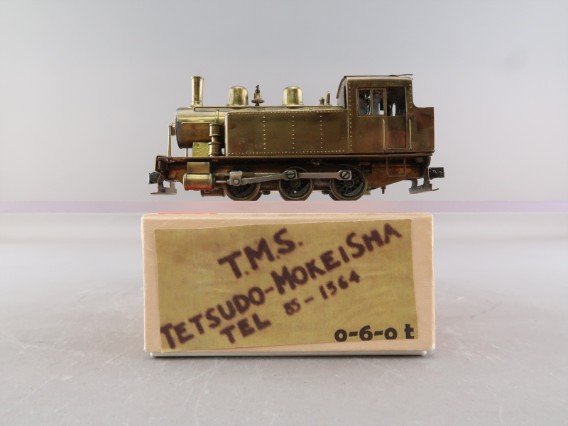 T.M.S.
TETSUDO-MOKEISHA
TEL 85-1564
0-6-0 t